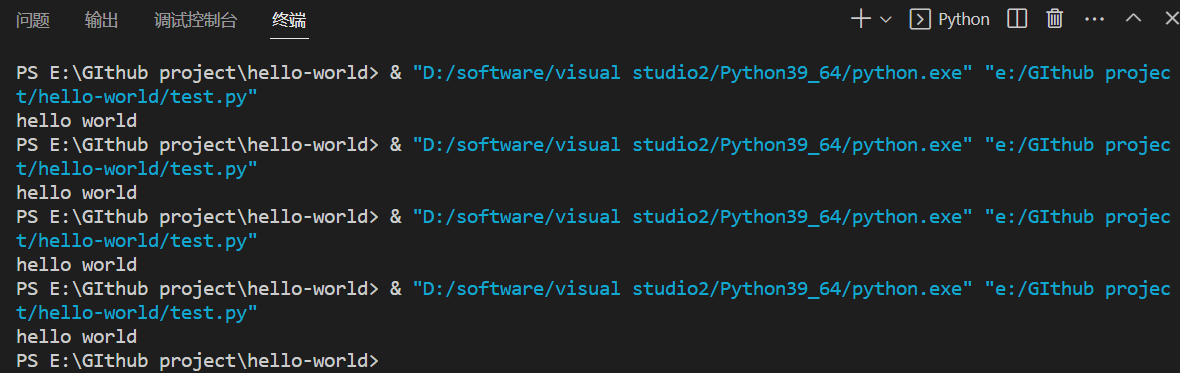 问题 输出 调试控制台 终端 Python
PS E:\GIthub project\hello-world> & "D:/software/visual studio2/Python39_64/python.exe" "e:/GIthub projec
t/hello-world/test.py"
hello world
PS E:\GIthub project\hello-world> & "D:/software/visual studio2/Python39_64/python.exe" "e:/GIthub projec
t/hello-world/test.py"
hello world
PS E:\GIthub project\hello-world> & "D:/software/visual studio2/Python39_64/python.exe" "e:/GIthub projec
t/hello-world/test.py"
hello world
PS E:\GIthub project\hello-world> & "D:/software/visual studio2/Python39_64/python.exe" "e:/GIthub projec
t/hello-world/test.py"
hello world
PS E:\GIthub project\hello-world>